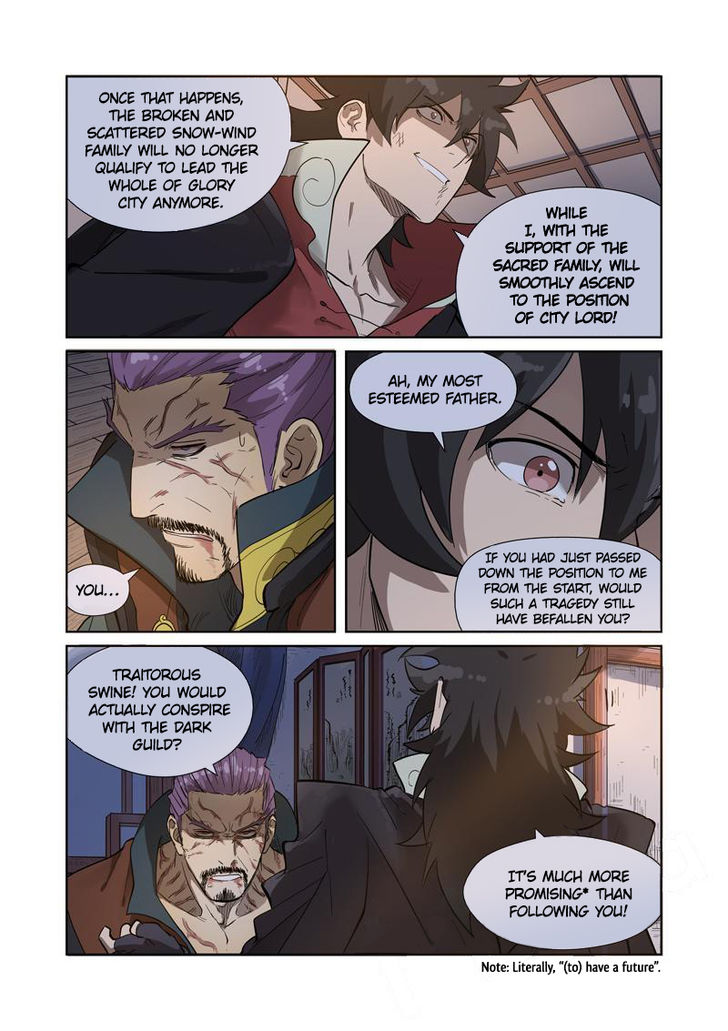 ONCE THAT HAPPENS,
THE BROKEN AND
SCATTERED SNOW-WIND
FAMILY WILL NO LONGER
QUALIFY TO LEAD THE
WHOLE OF GLORY
CITY ANYMORE.
WHILE
I, WITH THE
SUPPORT OF THE
SACRED FAMILY, WILL
SMOOTHLY ASCEND
TO THE POSITION
OF CITY LORD!
YOU...
AH, MY MOST
ESTEEMED FATHER.
IF YOU HAD JUST PASSED
DOWN THE POSITION TO ME
FROM THE START, WOULD
SUCH A TRAGEDY STILL
HAVE BEFALLEN YOU?
TRAITOROUS
SWINE! YOU WOULD
ACTUALLY CONSPIRE
WITH THE DARK
GUILD?
IT'S MUCH MORE
PROMISING* THAN
FOLLOWING YOU!
Note: Literally, "(to) have a future".